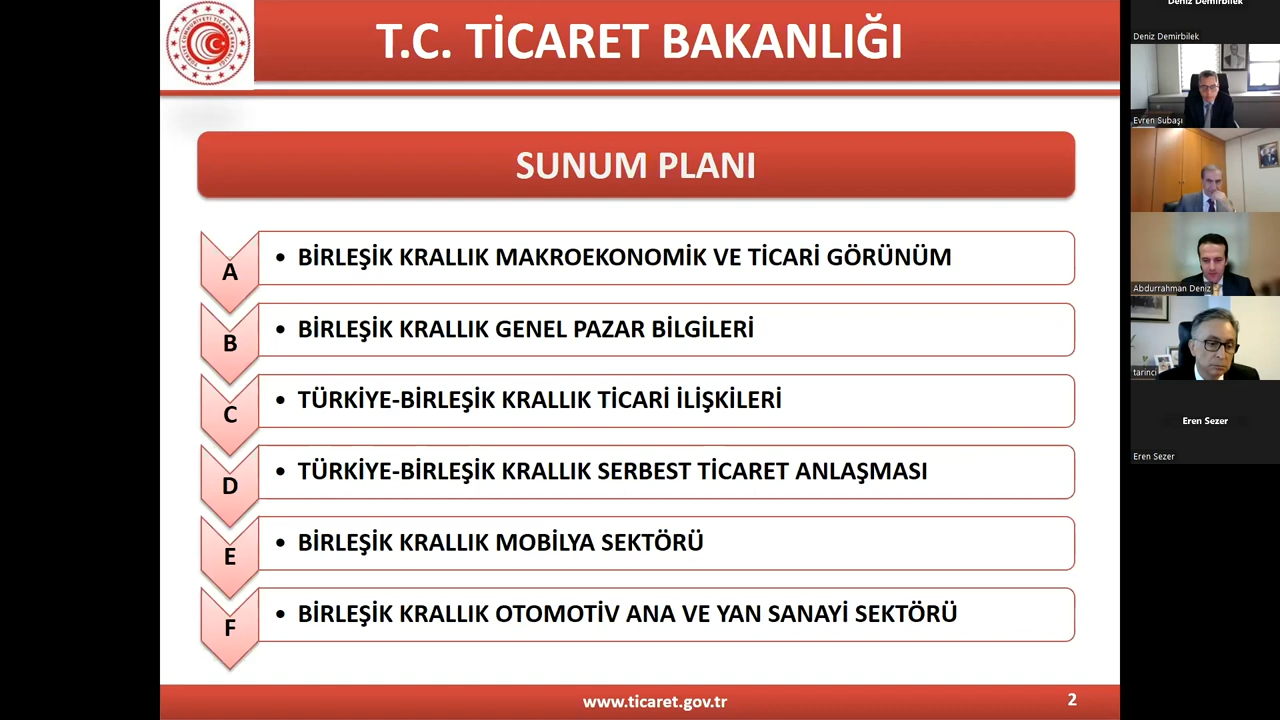 T.C. TİCARET BAKANLIĞI
SUNUM PLANI
A
• BİRLEŞİK KRALLIK MAKROEKONOMİK VE TİCARİ GÖRÜNÜM
B
• BİRLEŞİK KRALLIK GENEL PAZAR BİLGİLERİ
C
• TÜRKİYE-BİRLEŞİK KRALLIK TİCARİ İLİŞKİLERİ
D
• TÜRKİYE-BİRLEŞİK KRALLIK SERBEST TİCARET ANLAŞMASI
E
• BİRLEŞİK KRALLIK MOBİLYA SEKTÖRÜ
F
• BİRLEŞİK KRALLIK OTOMOTİV ANA VE YAN SANAYİ SEKTÖRÜ
www.ticaret.gov.tr
2
Deniz Demirbilek
Deniz Demirbilek
Evren Subaşı
Abdurrahman Deniz
tarinci
Eren Sezer
Eren Sezer